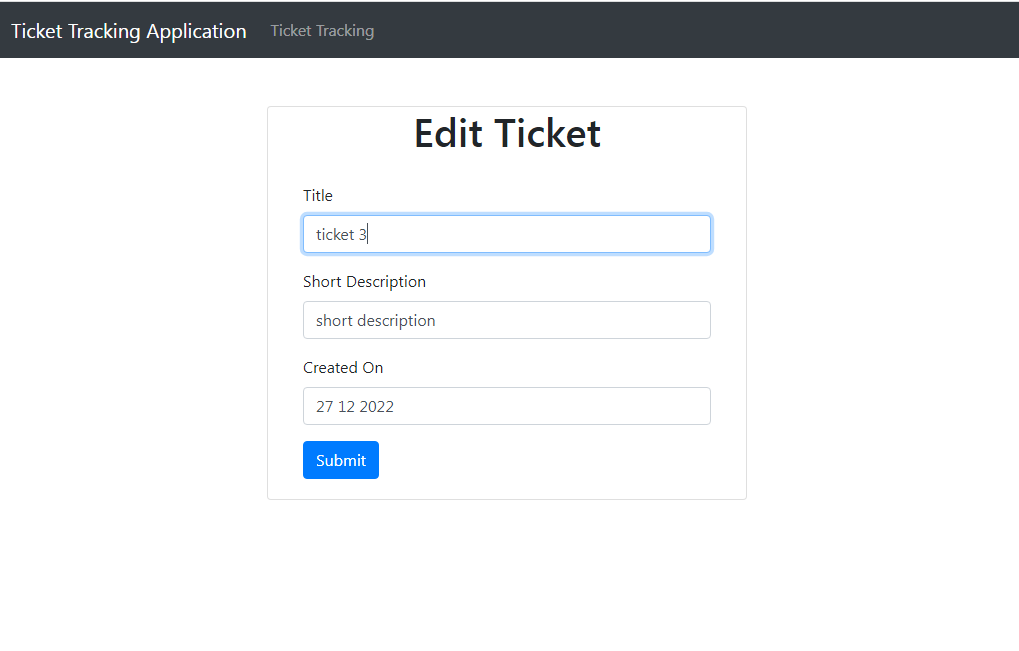 Ticket Tracking Application Ticket Tracking
Edit Ticket
Title
ticket 3
Short Description
short description
Created On
27 12 2022
Submit